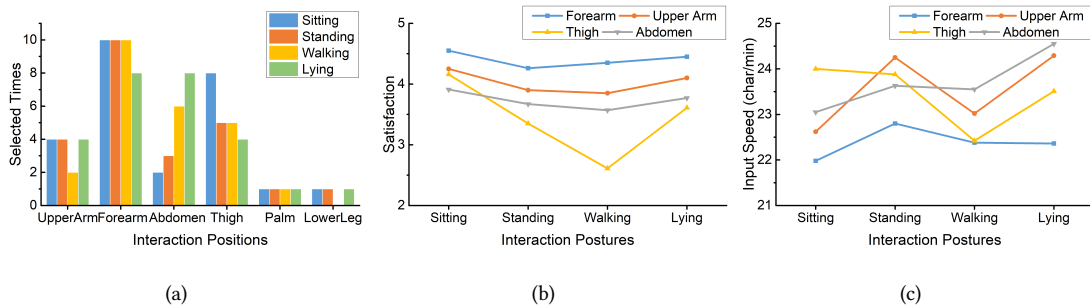 Selected Times
10
8
6
4
2
0
Sitting
Standing
Walking
Lying
UpperArm Forearm Abdomen Thigh Palm LowerLeg
Interaction Positions
(a)
Satisfaction
5
4
3
2
Forearm Upper Arm
Thigh Abdomen
Sitting Standing Walking Lying
Interaction Postures
(b)
Input Speed (char/min)
25
24
23
22
21
Forearm Upper Arm
Thigh Abdomen
Sitting Standing Walking Lying
Interaction Postures
(c)